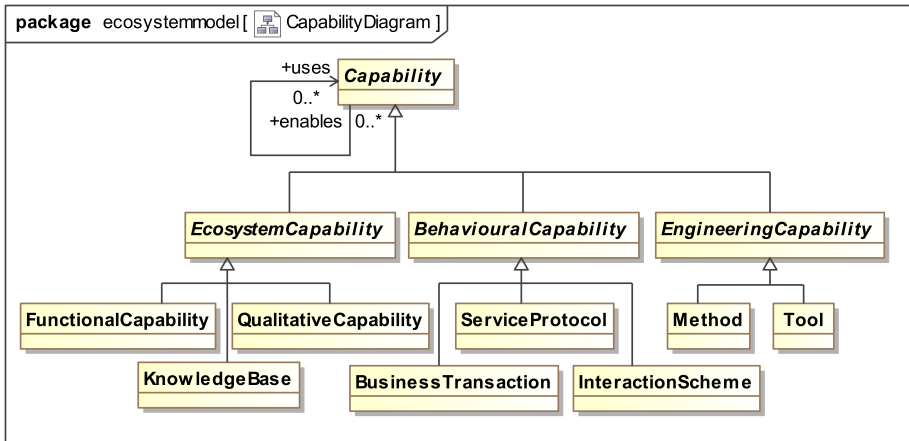 package ecosystemmodel [ CapabilityDiagram ]
+uses
Capability
0..*
+enables 0..*
EcosystemCapability BehaviouralCapability EngineeringCapability
FunctionalCapability QualitativeCapability ServiceProtocol Method Tool
KnowledgeBase BusinessTransaction InteractionScheme